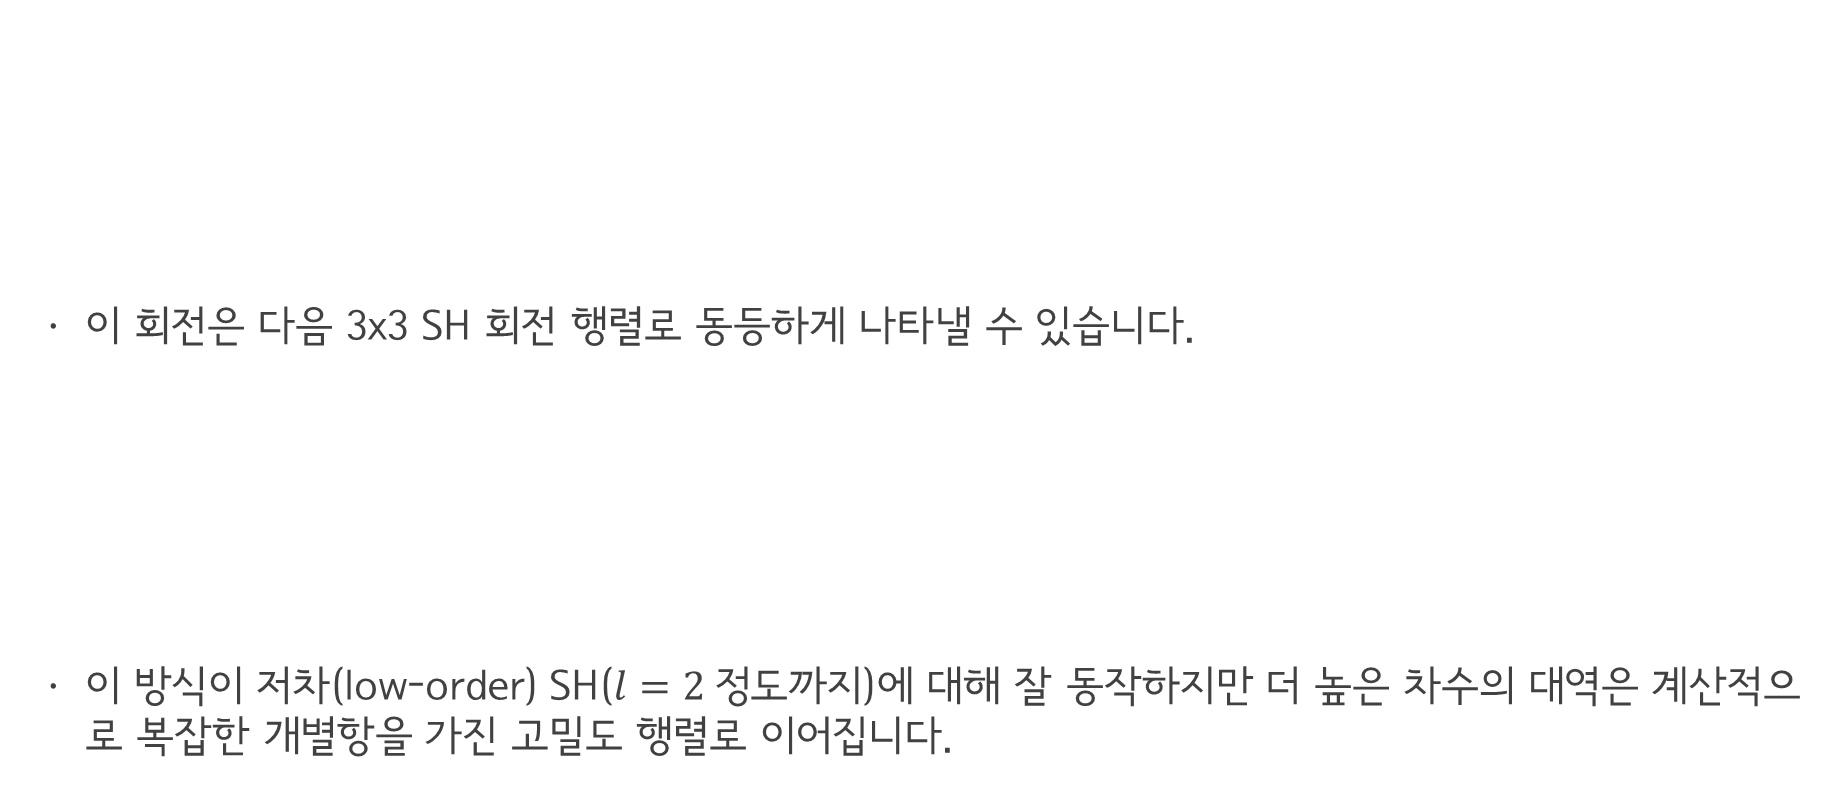 · 이 회전은 다음 3x3 SH 회전 행렬로 동등하게 나타낼 수 있습니다.
· 이 방식이 저차(low-order) SH(l = 2 정도까지)에 대해 잘 동작하지만 더 높은 차수의 대역은 계산적으
로 복잡한 개별항을 가진 고밀도 행렬로 이어집니다.